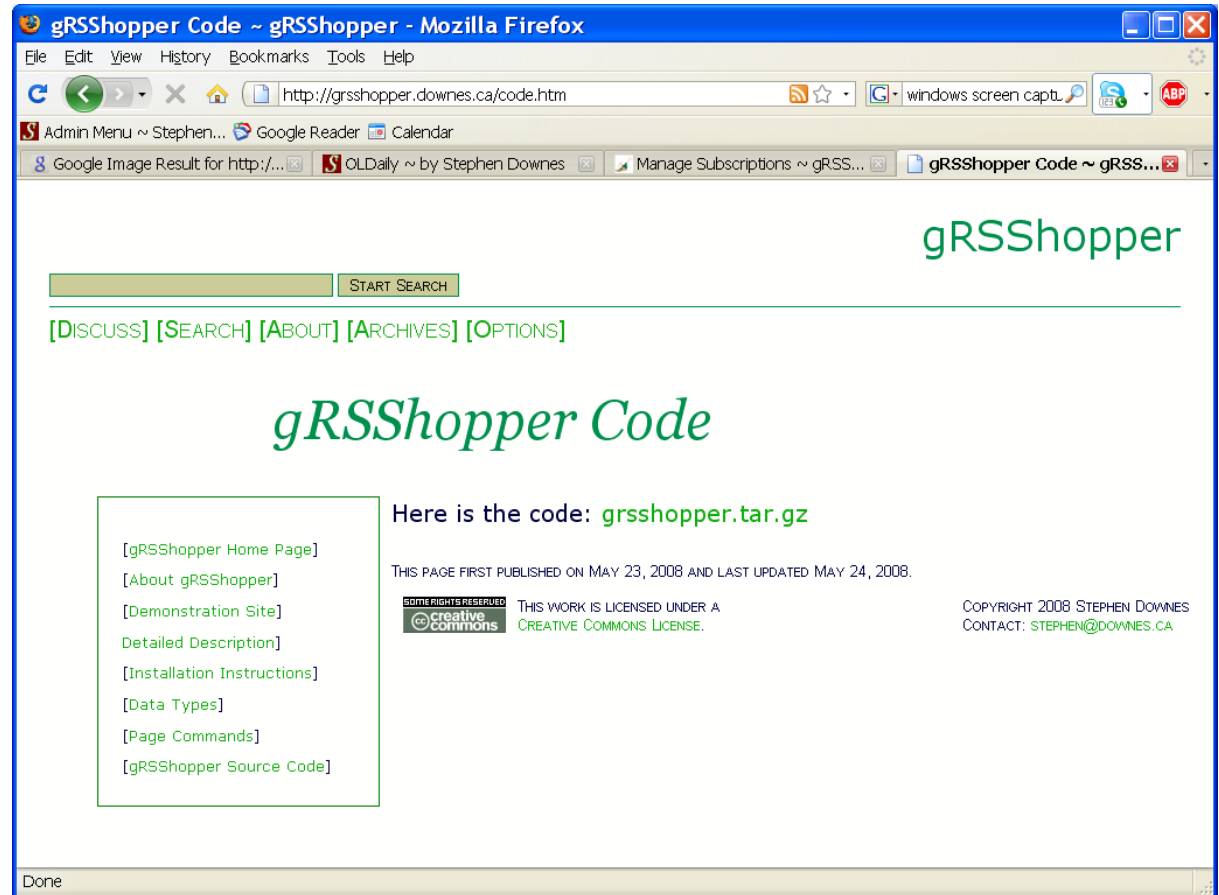 gRSShopper Code ~ gRSShopper - Mozilla Firefox
File Edit View History Bookmarks Tools Help
http://grsshopper.downes.ca/code.htm
G windows screen captu
ABP
Admin Menu ~ Stephen... Google Reader Calendar
Google Image Result for http:/... OLDaily ~ by Stephen Downes Manage Subscriptions ~ gRSS... gRSShopper Code ~ gRSS...
gRSShopper
START SEARCH
[DISCUSS] [SEARCH] [ABOUT] [ARCHIVES] [OPTIONS]
gRSShopper Code
[gRSShopper Home Page]
[About gRSShopper]
[Demonstration Site]
Detailed Description]
[Installation Instructions]
[Data Types]
[Page Commands]
[gRSShopper Source Code]
Here is the code: grsshopper.tar.gz
THIS PAGE FIRST PUBLISHED ON MAY 23, 2008 AND LAST UPDATED MAY 24, 2008.
SOME RIGHTS RESERVED
cc creative commons
THIS WORK IS LICENSED UNDER A
CREATIVE COMMONS LICENSE.
COPYRIGHT 2008 STEPHEN DOWNES
CONTACT: STEPHEN@DOWNES.CA
Done